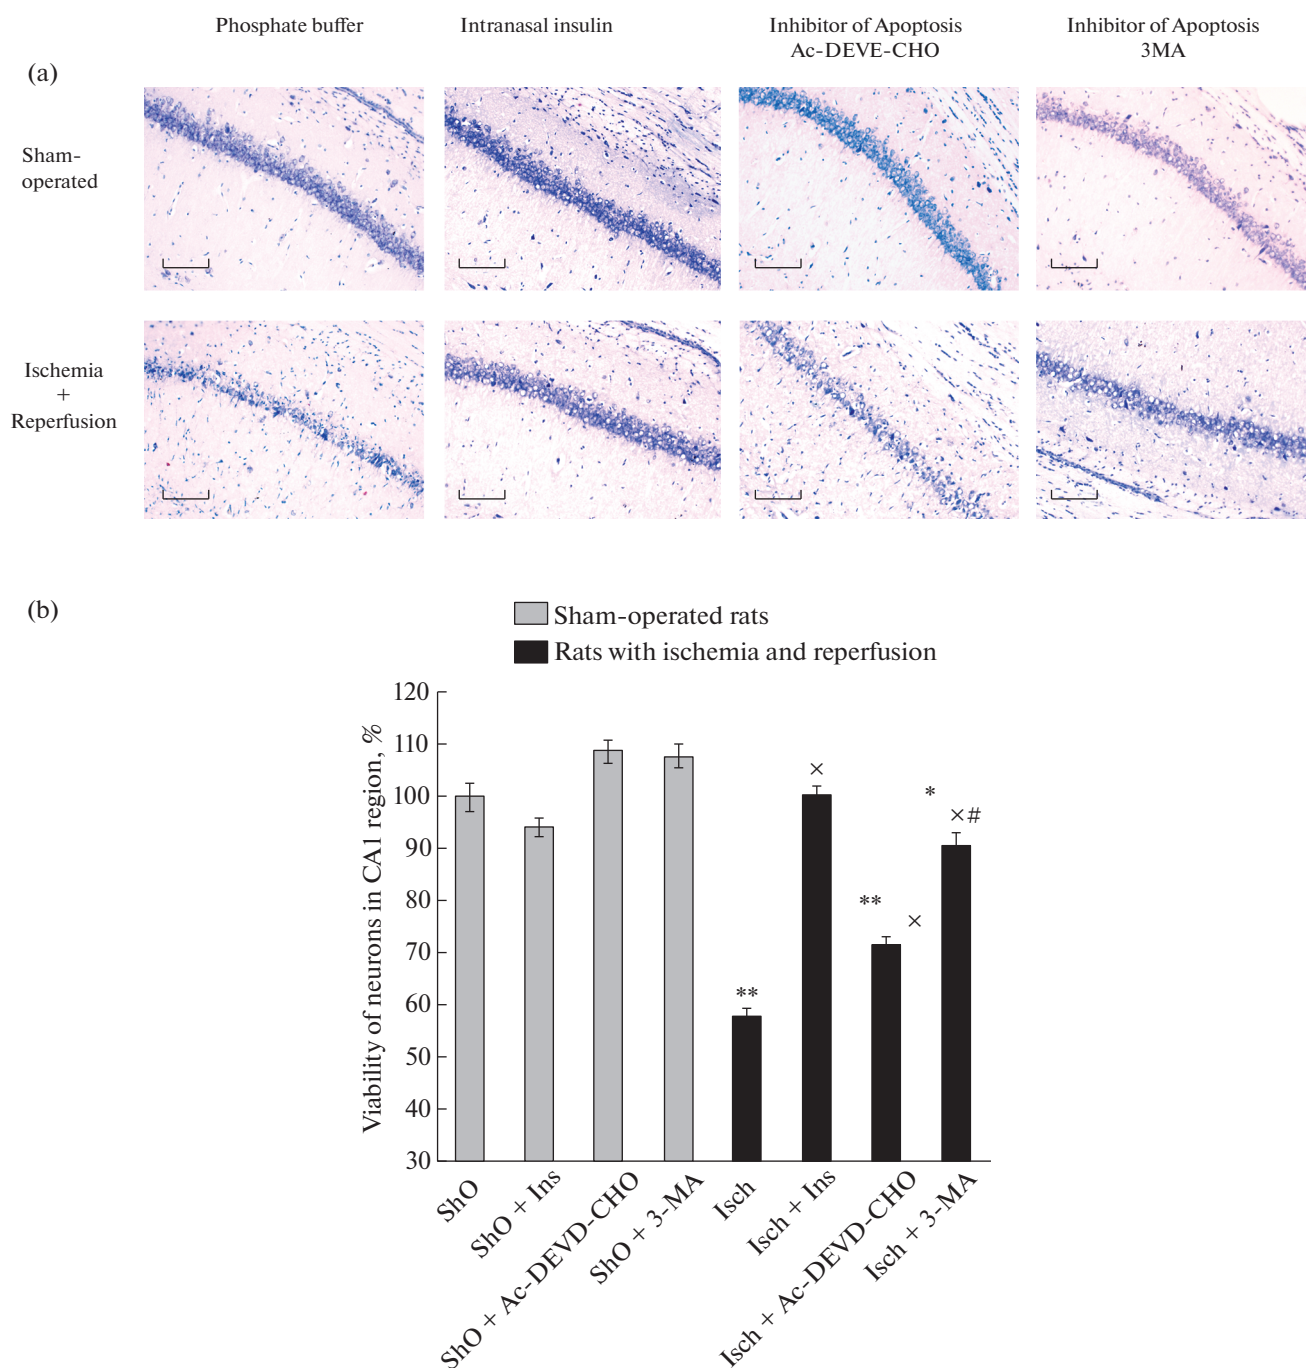 Phosphate buffer
Intranasal insulin
Inhibitor of Apoptosis
Ac-DEVE-CHO
Inhibitor of Apoptosis
3MA
(a)
Sham-
operated
Ischemia
+
Reperfusion
(b)
Sham-operated rats
Rats with ischemia and reperfusion
Viability of neurons in CA1 region, %
120
110
100
90
80
70
60
50
40
30
**
×
**
×
*
×#
ShO
ShO + Ins
ShO + Ac-DEVD-CHO
ShO + 3-MA
Isch
Isch + Ins
Isch + Ac-DEVD-CHO
Isch + 3-MA